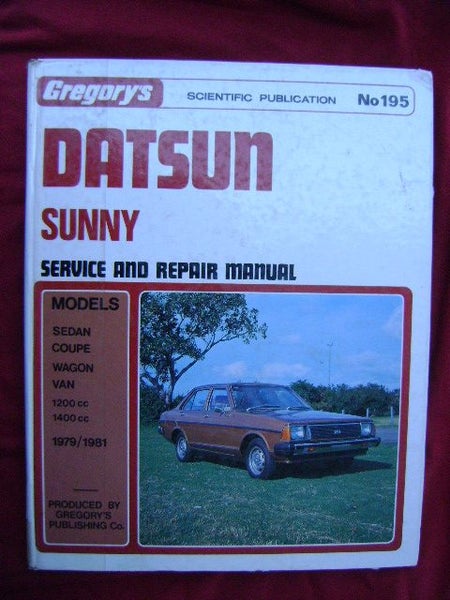 Gregory's
SCIENTIFIC PUBLICATION No195
DATSUN
SUNNY
SERVICE AND REPAIR MANUAL
MODELS
SEDAN
COUPE
WAGON
VAN
1200 cc
1400 cc
1979/1981
PRODUCED BY
GREGORY'S
PUBLISHING Co.